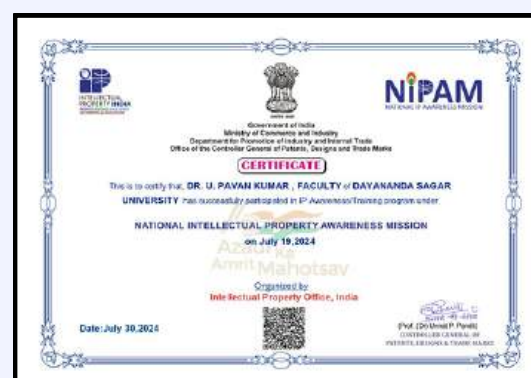 INTELLECTUAL
PROPERTY INDIA
NIPAM
NATIONAL IP AWARENESS MISSION
Government of India
Ministry of Commerce and Industry
Department for Promotion of Industry and Internal Trade
Office of the Controller General of Patents, Designs and Trade Marks
CERTIFICATE
This is to certify that, DR. U. PAVAN KUMAR , FACULTY of DAYANANDA SAGAR
UNIVERSITY has successfully participated in IP Awareness/Training program under
NATIONAL INTELLECTUAL PROPERTY AWARENESS MISSION
on July 19,2024
Azadi Ka
Amrit Mahotsav
Organized by
Intellectual Property Office, India
Date:July 30,2024
(Prof. (Dr) Unnat P. Pandit)
CONTROLLER GENERAL OF
PATENTS, DESIGNS & TRADE MARKS